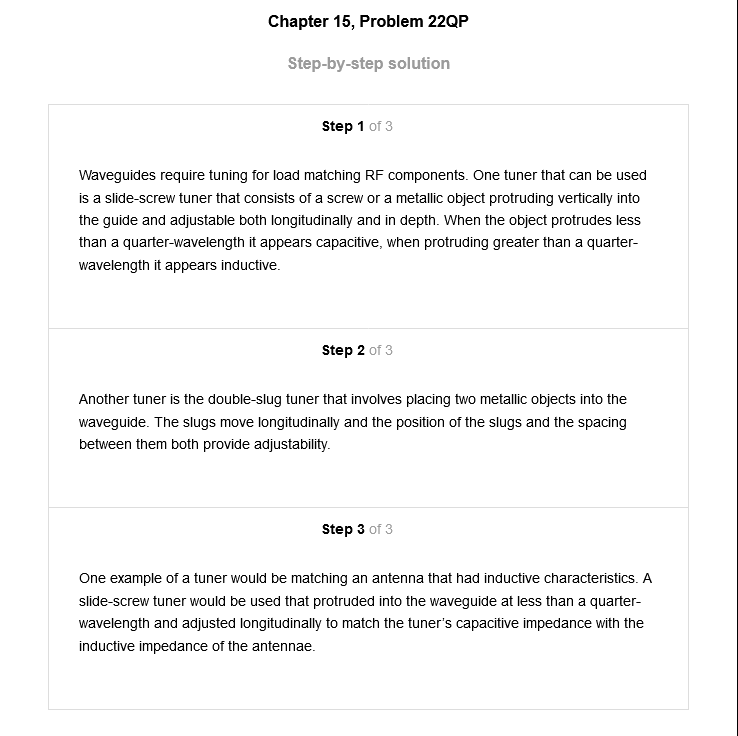 Chapter 15, Problem 22QP
Step-by-step solution
Step 1 of 3
Waveguides require tuning for load matching RF components. One tuner that can be used
is a slide-screw tuner that consists of a screw or a metallic object protruding vertically into
the guide and adjustable both longitudinally and in depth. When the object protrudes less
than a quarter-wavelength it appears capacitive, when protruding greater than a quarter-
wavelength it appears inductive.
Step 2 of 3
Another tuner is the double-slug tuner that involves placing two metallic objects into the
waveguide. The slugs move longitudinally and the position of the slugs and the spacing
between them both provide adjustability.
Step 3 of 3
One example of a tuner would be matching an antenna that had inductive characteristics. A
slide-screw tuner would be used that protruded into the waveguide at less than a quarter-
wavelength and adjusted longitudinally to match the tuner's capacitive impedance with the
inductive impedance of the antennae.